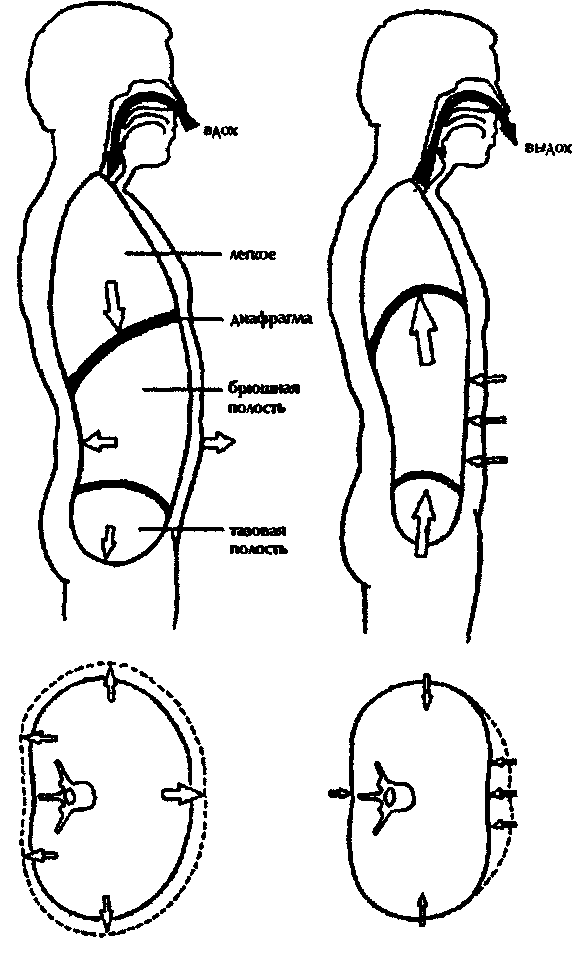 вдох
выдох
легкое
диафрагма
брюшная
полость
тазовая
полость